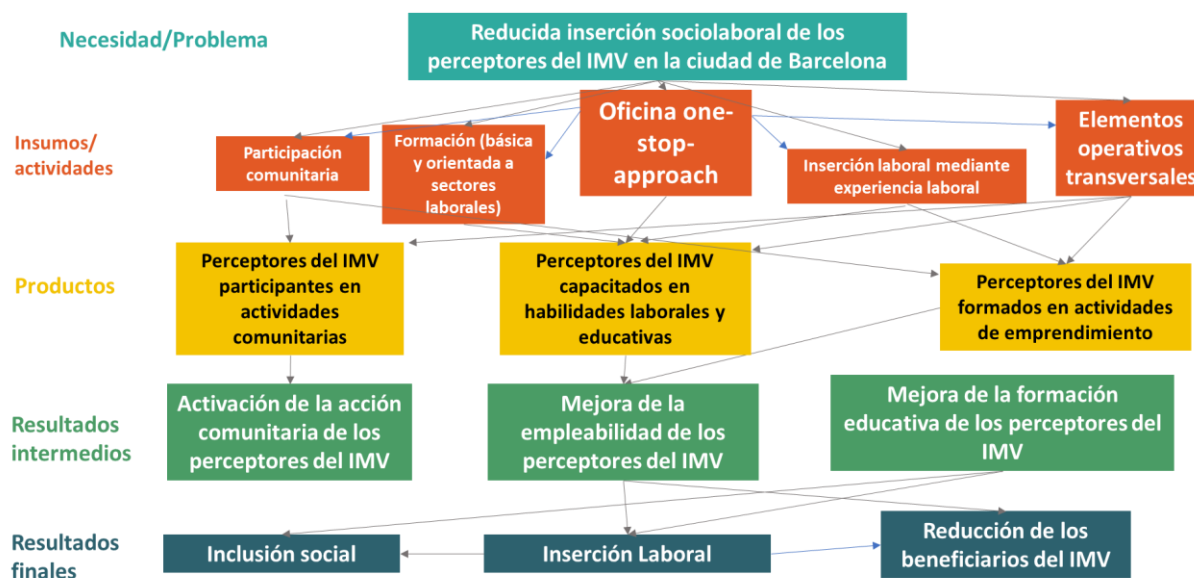 Necesidad/Problema
Reducida inserción sociolaboral de los
perceptores del IMV en la ciudad de Barcelona
Insumos/
actividades
Participación
comunitaria
Formación (básica
y orientada a
sectores
laborales)
Oficina one-
stop-
approach
Inserción laboral mediante
experiencia laboral
Elementos
operativos
transversales
Productos
Perceptores del IMV
participantes en
actividades
comunitarias
Perceptores del IMV
capacitados en
habilidades laborales y
educativas
Perceptores del IMV
formados en actividades
de emprendimiento
Resultados
intermedios
Activación de la acción
comunitaria de los
perceptores del IMV
Mejora de la
empleabilidad de los
perceptores del IMV
Mejora de la formación
educativa de los perceptores del
IMV
Resultados
finales
Inclusión social
Inserción Laboral
Reducción de los
beneficiarios del IMV